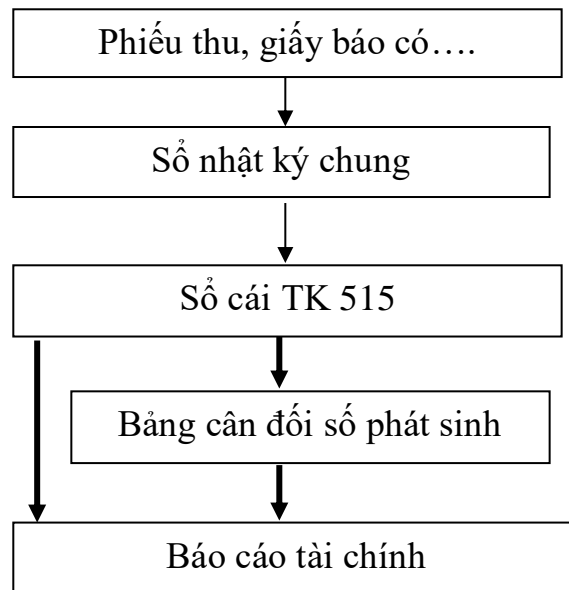 Phiếu thu, giấy báo có….
Sổ nhật ký chung
Sổ cái TK 515
Bảng cân đối số phát sinh
Báo cáo tài chính